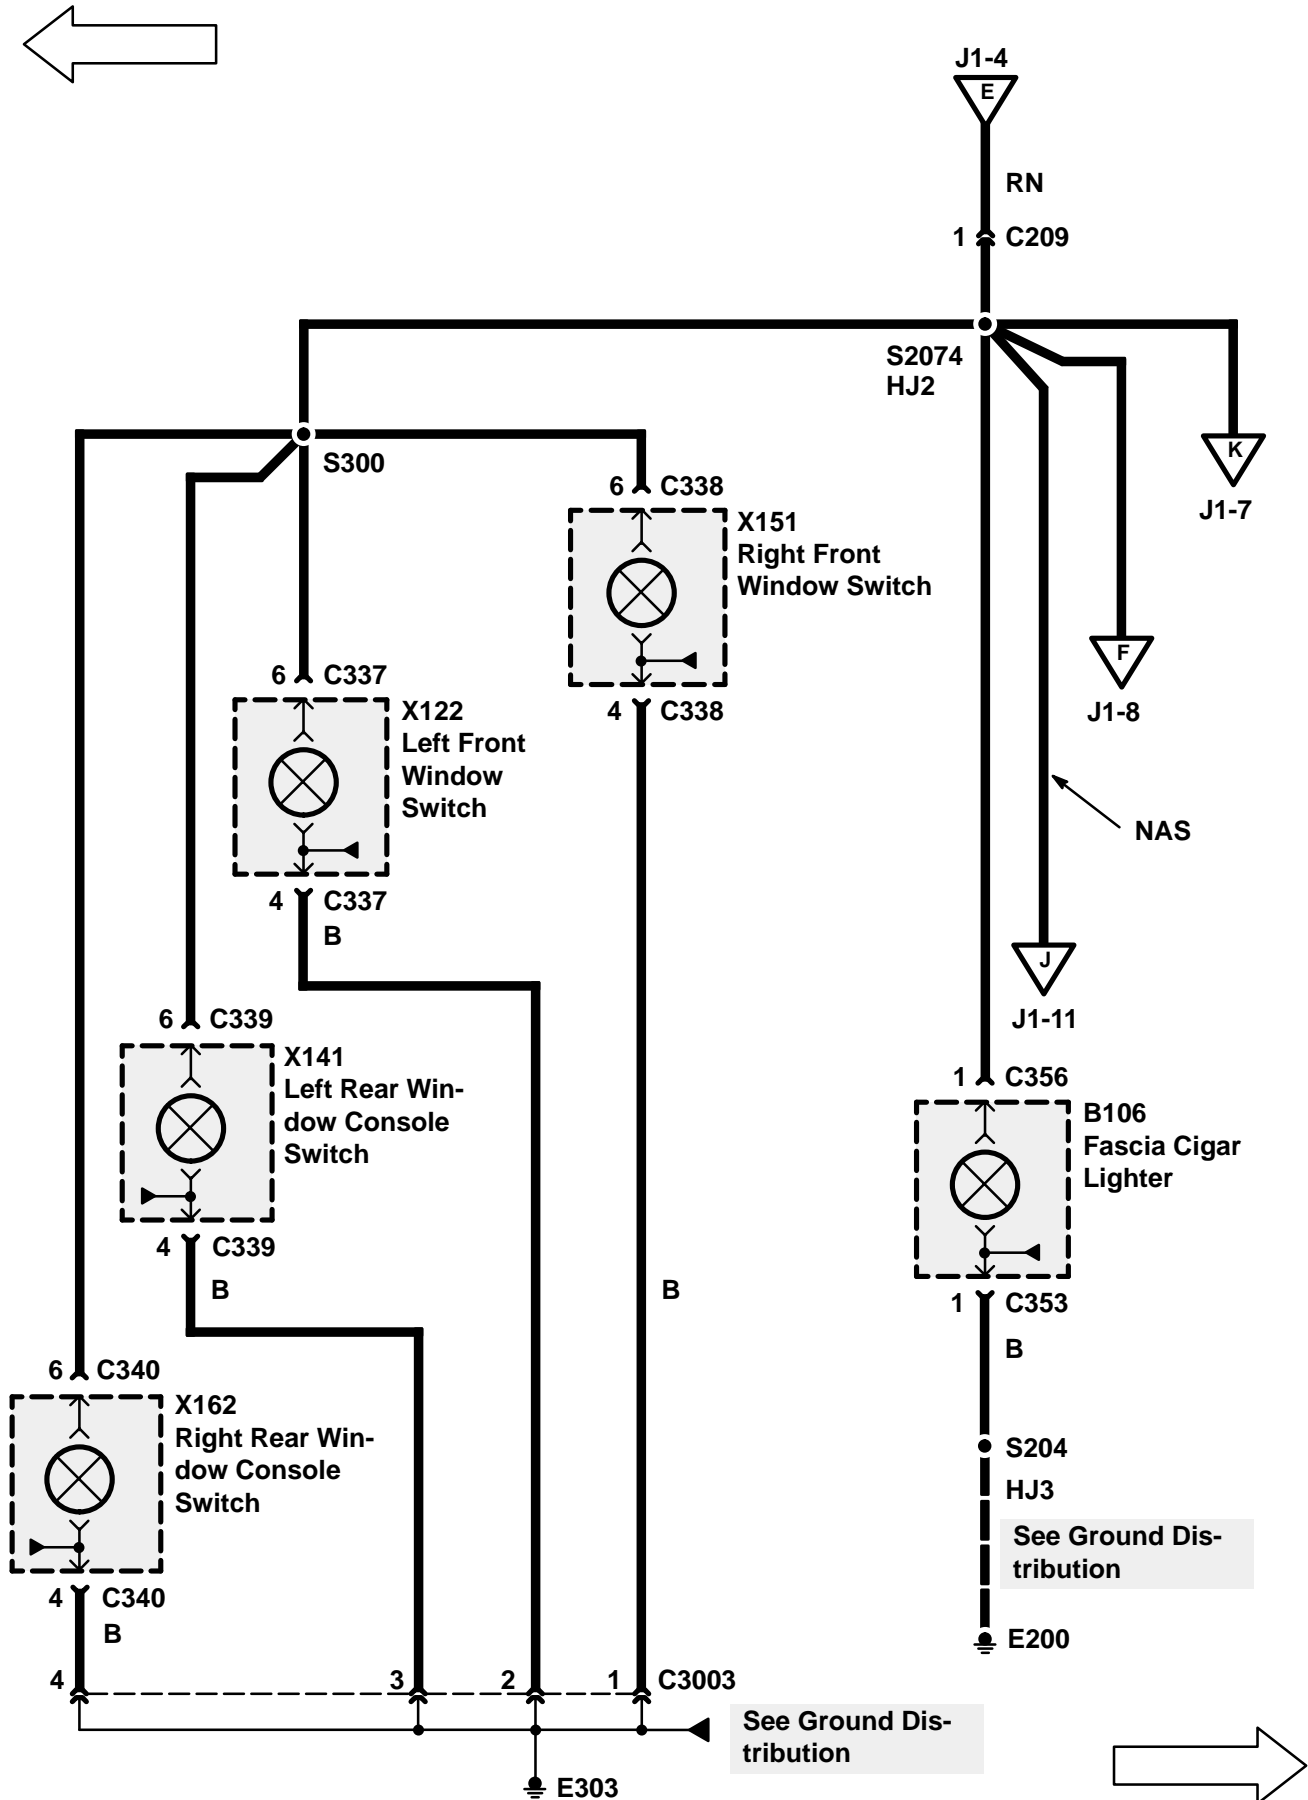 J1-4
E
RN
1 C209
S2074
HJ2
S300
K
J1-7
6 C338
X151
Right Front
Window Switch
F
J1-8
6 C337
4 C338
X122
Left Front
Window
Switch
NAS
4 C337
B
J
J1-11
6 C339
X141
Left Rear Win-
dow Console
Switch
1 C356
B106
Fascia Cigar
Lighter
4 C339
B
B
1 C353
B
6 C340
X162
Right Rear Win-
dow Console
Switch
S204
HJ3
See Ground Dis-
tribution
4 C340
B
E200
4 3 2 1 C3003
See Ground Dis-
tribution
E303